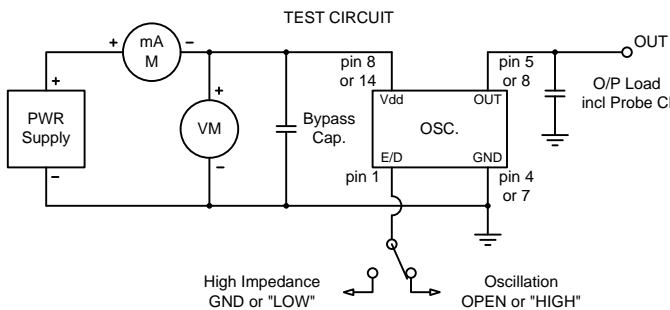 TEST CIRCUIT
OUT
+ mA M −
pin 8
or 14
pin 5
or 8
+
PWR
Supply
−
+
VM
−
Bypass
Cap.
Vdd
OUT
OSC.
E/D
GND
O/P Load
incl Probe
pin 1
pin 4
or 7
High Impedance
GND or "LOW"
Oscillation
OPEN or "HIGH"